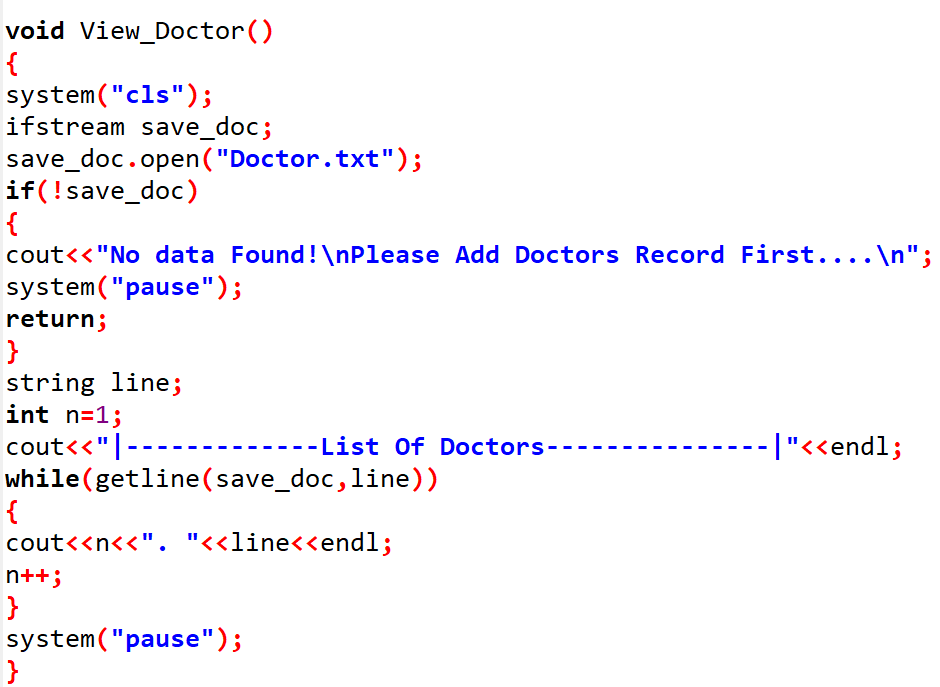 void View_Doctor()
{
system("cls");
ifstream save_doc;
save_doc.open("Doctor.txt");
if(!save_doc)
{
cout<<"No data Found!\nPlease Add Doctors Record First....\n";
system("pause");
return;
}
string line;
int n=1;
cout<<"|-------------List Of Doctors---------------|"<<endl;
while(getline(save_doc,line))
{
cout<<n<<". "<<line<<endl;
n++;
}
system("pause");
}